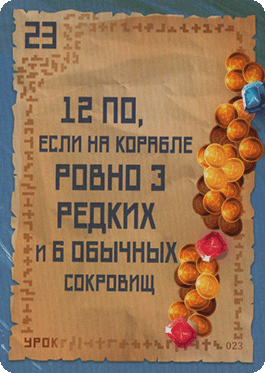 23
12 ПО,
ЕСЛИ НА КОРАБЛЕ
РОВНО 3
РЕДКИХ
И 6 ОБЫЧНЫХ
СОКРОВИЩ
УРОК
023